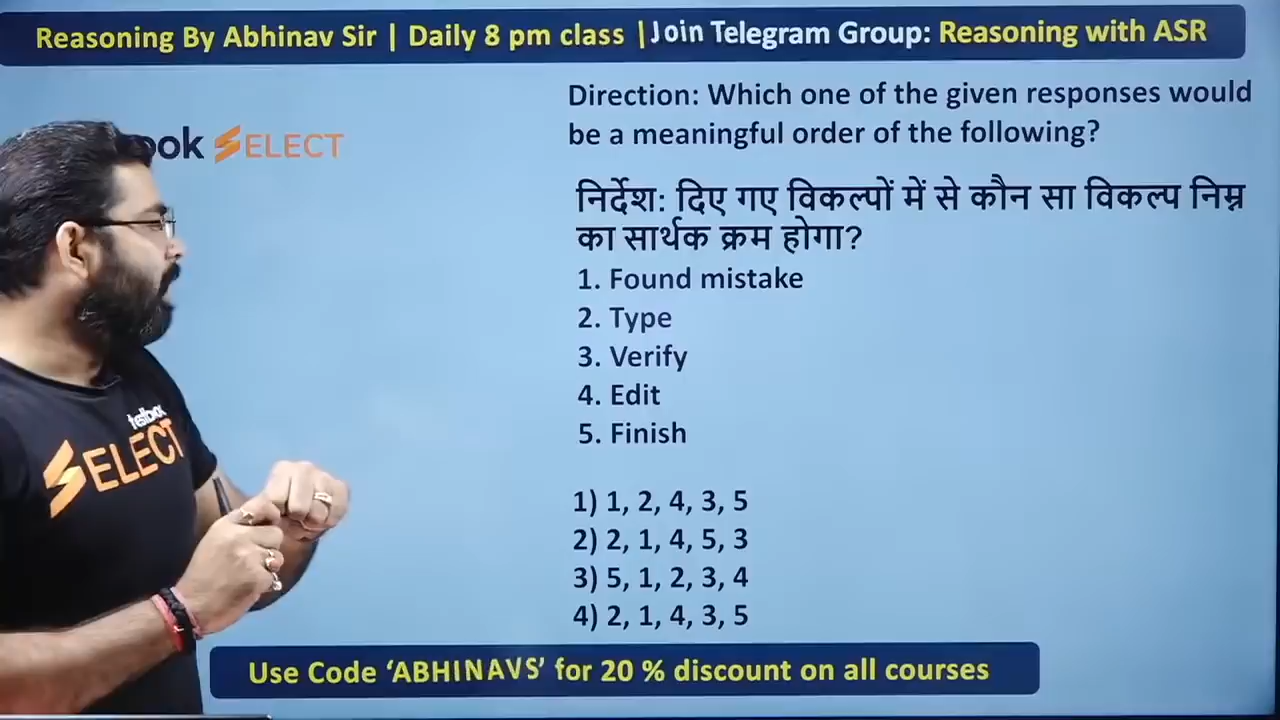 Reasoning By Abhinav Sir | Daily 8 pm class | Join Telegram Group: Reasoning with ASR
ook SELECT
Direction: Which one of the given responses would
be a meaningful order of the following?
निर्देश: दिए गए विकल्पों में से कौन सा विकल्प निम्न
का सार्थक क्रम होगा?
1. Found mistake
2. Type
3. Verify
4. Edit
5. Finish
testbook
SELECT
1) 1, 2, 4, 3, 5
2) 2, 1, 4, 5, 3
3) 5, 1, 2, 3, 4
4) 2, 1, 4, 3, 5
Use Code ‘ABHINAVS’ for 20 % discount on all courses